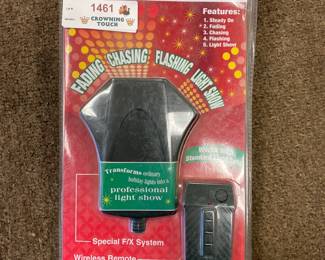 1461
CROWNING
TOUCH
Features:
1. Steady On
2. Fading
3. Chasing
4. Flashing
5. Light Show
FADING CHASING FLASHING LIGHT SHOW
Transforms ordinary
holiday lights into a
professional
light show
Special F/X System
Wireless Remote